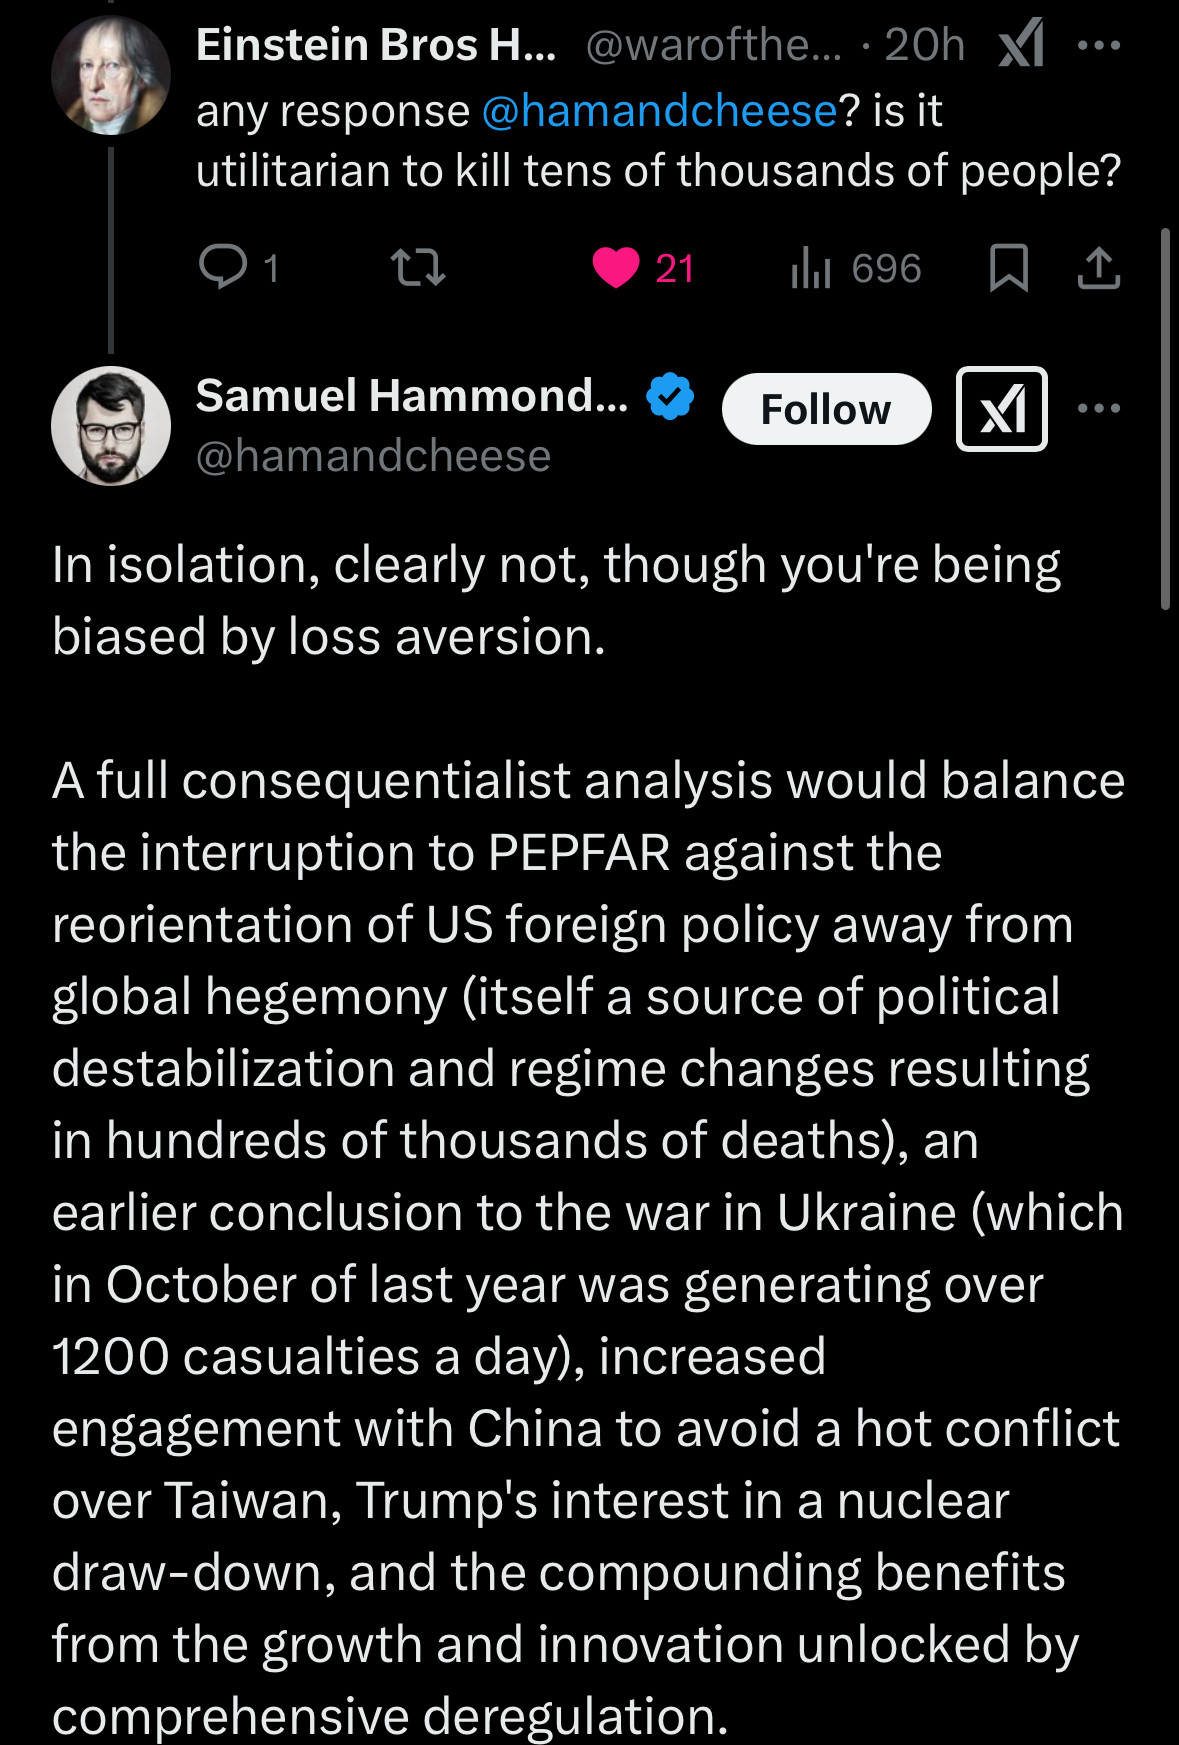 Einstein Bros H... @warofthe... · 20h
any response @hamandcheese? is it
utilitarian to kill tens of thousands of people?
1 21 696
Samuel Hammond... Follow
@hamandcheese
In isolation, clearly not, though you're being
biased by loss aversion.
A full consequentialist analysis would balance
the interruption to PEPFAR against the
reorientation of US foreign policy away from
global hegemony (itself a source of political
destabilization and regime changes resulting
in hundreds of thousands of deaths), an
earlier conclusion to the war in Ukraine (which
in October of last year was generating over
1200 casualties a day), increased
engagement with China to avoid a hot conflict
over Taiwan, Trump's interest in a nuclear
draw-down, and the compounding benefits
from the growth and innovation unlocked by
comprehensive deregulation.